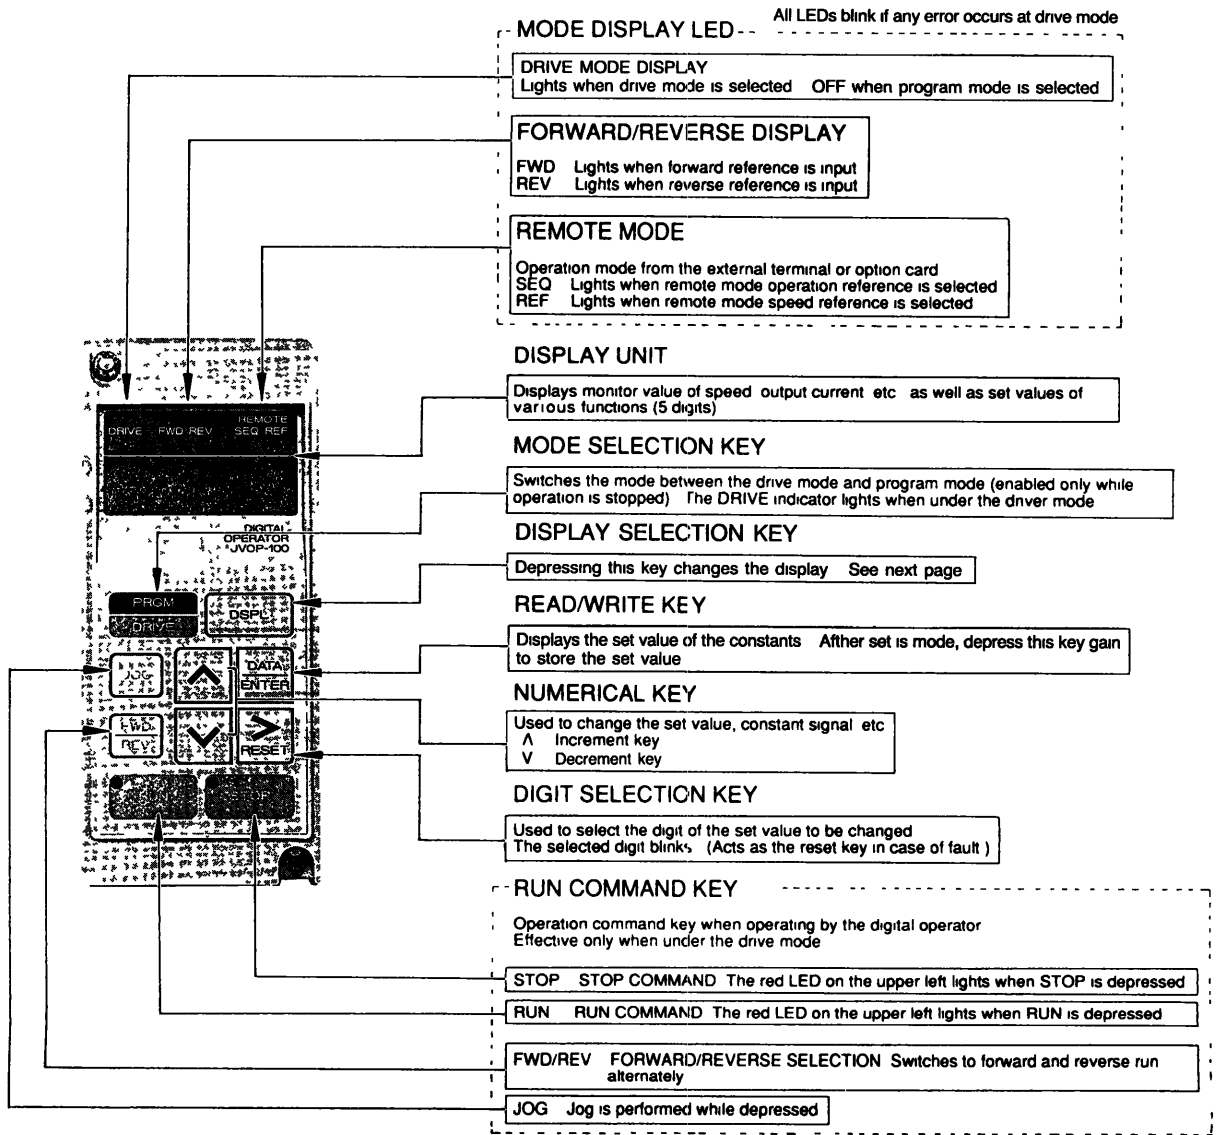 All LEDs blink if any error occurs at drive mode
MODE DISPLAY LED
DRIVE MODE DISPLAY
Lights when drive mode is selected OFF when program mode is selected
FORWARD/REVERSE DISPLAY
FWD Lights when forward reference is input
REV Lights when reverse reference is input
REMOTE MODE
Operation mode from the external terminal or option card
SEQ Lights when remote mode operation reference is selected
REF Lights when remote mode speed reference is selected
DISPLAY UNIT
Displays monitor value of speed output current etc as well as set values of
various functions (5 digits)
MODE SELECTION KEY
Switches the mode between the drive mode and program mode (enabled only while
operation is stopped) The DRIVE indicator lights when under the driver mode
DISPLAY SELECTION KEY
Depressing this key changes the display See next page
READ/WRITE KEY
Displays the set value of the constants Afther set is mode, depress this key gain
to store the set value
NUMERICAL KEY
Used to change the set value, constant signal etc
Λ Increment key
V Decrement key
DIGIT SELECTION KEY
Used to select the digit of the set value to be changed
The selected digit blinks (Acts as the reset key in case of fault)
RUN COMMAND KEY
Operation command key when operating by the digital operator
Effective only when under the drive mode
STOP STOP COMMAND The red LED on the upper left lights when STOP is depressed
RUN RUN COMMAND The red LED on the upper left lights when RUN is depressed
FWD/REV FORWARD/REVERSE SELECTION Switches to forward and reverse run
alternately
JOG Jog is performed while depressed
REMOTE
DRIVE FWD REV SEQ REF
DIGITAL
OPERATOR
JVOP-100
PRGM
DRIVE
DSPL
JOG
DATA
ENTER
FWD
REV
RESET